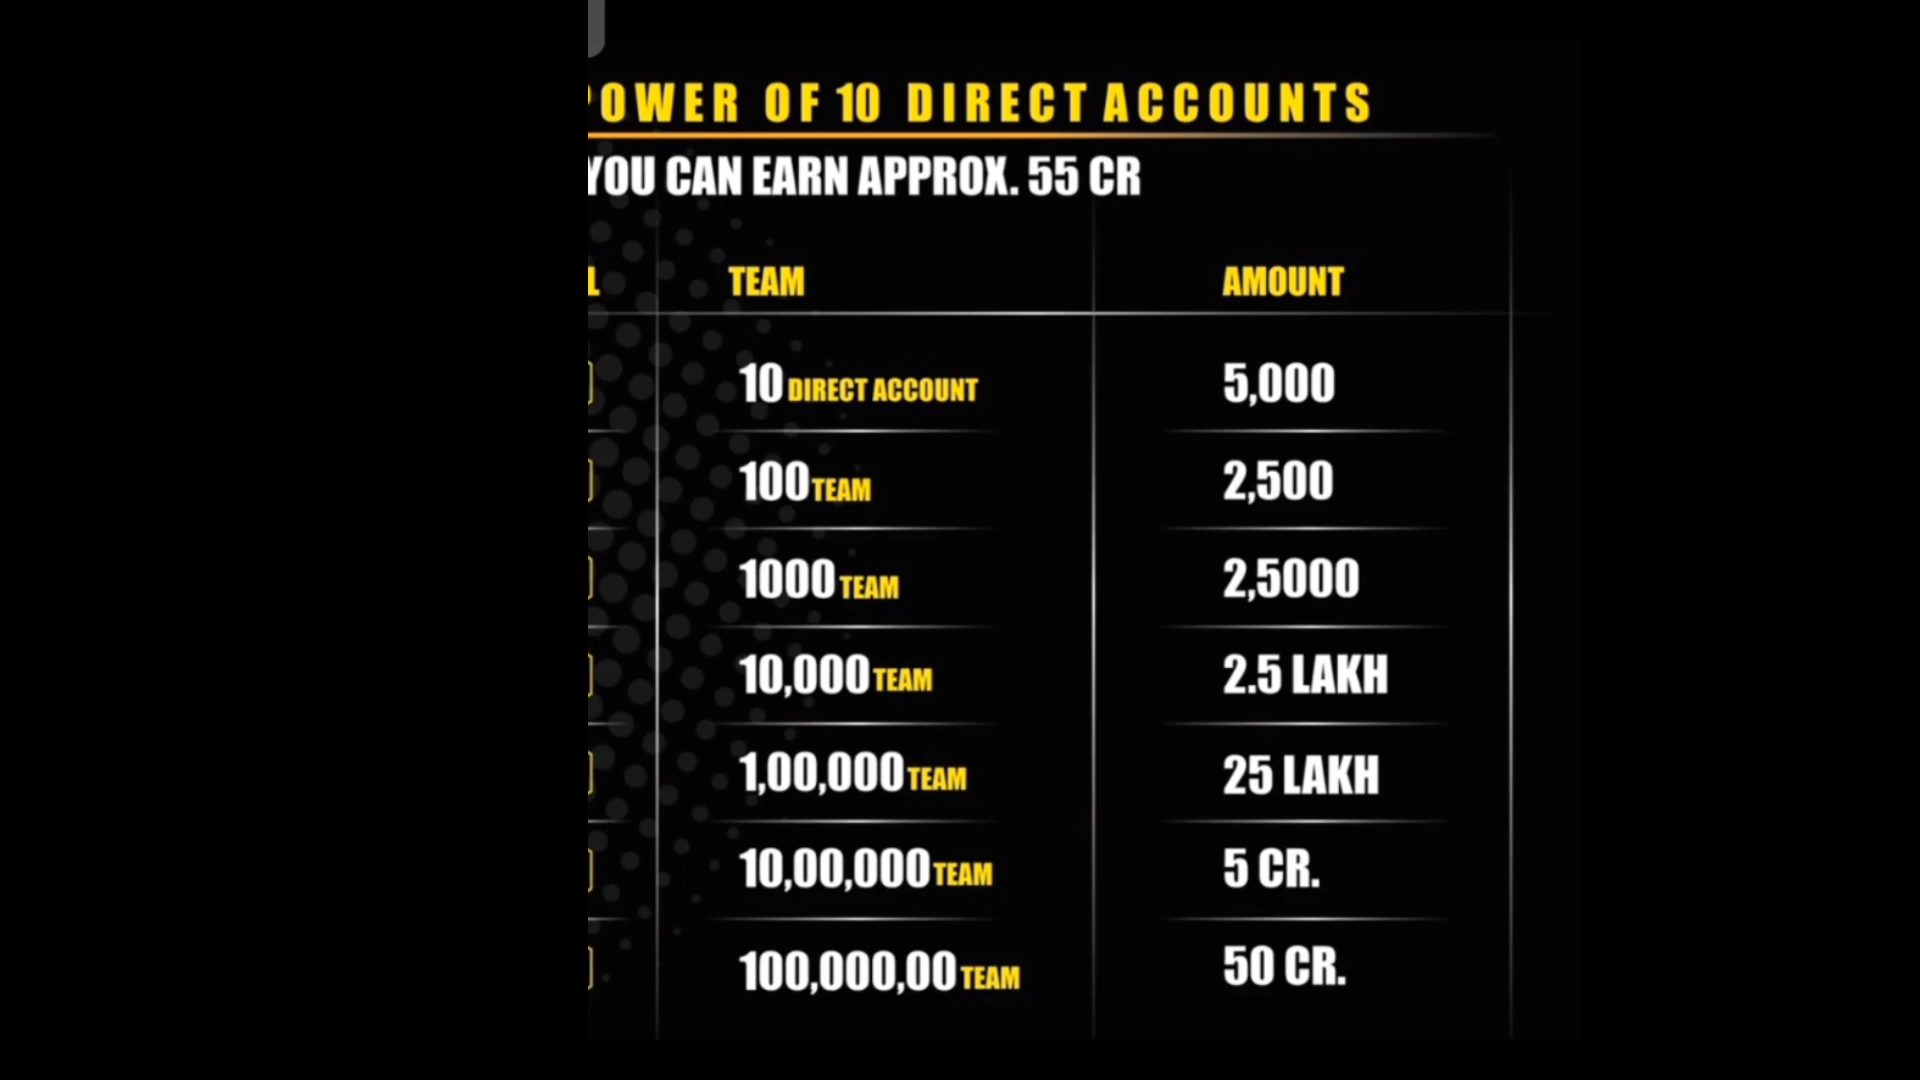 POWER OF 10 DIRECT ACCOUNTS
YOU CAN EARN APPROX. 55 CR
L TEAM AMOUNT
10 DIRECT ACCOUNT 5,000
100 TEAM 2,500
1000 TEAM 2,5000
10,000 TEAM 2.5 LAKH
1,00,000 TEAM 25 LAKH
10,00,000 TEAM 5 CR.
100,000,00 TEAM 50 CR.